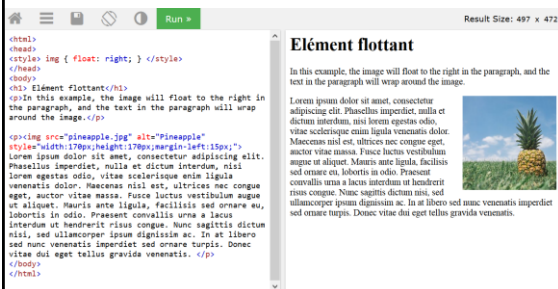 Run »
Result Size: 497 x 472
<html>
<head>
<style> img { float: right; } </style>
</head>
<body>
<h1> Elément flottant</h1>
<p>In this example, the image will float to the right in
the paragraph, and the text in the paragraph will wrap
around the image.</p>
<p><img src="pineapple.jpg" alt="Pineapple"
style="width:170px;height:170px;margin-left:15px;">
Lorem ipsum dolor sit amet, consectetur adipiscing elit.
Phasellus imperdiet, nulla et dictum interdum, nisi
lorem egestas odio, vitae scelerisque enim ligula
venenatis dolor. Maecenas nisl est, ultrices nec congue
eget, auctor vitae massa. Fusce luctus vestibulum augue
ut aliquet. Mauris ante ligula, facilisis sed ornare eu,
lobortis in odio. Praesent convallis urna a lacus
interdum ut hendrerit risus congue. Nunc sagittis dictum
nisi, sed ullamcorper ipsum dignissim ac. In at libero
sed nunc venenatis imperdiet sed ornare turpis. Donec
vitae dui eget tellus gravida venenatis. </p>
</body>
</html>
Elément flottant
In this example, the image will float to the right in the paragraph, and the
text in the paragraph will wrap around the image.
Lorem ipsum dolor sit amet, consectetur
adipiscing elit. Phasellus imperdiet, nulla et
dictum interdum, nisi lorem egestas odio,
vitae scelerisque enim ligula venenatis dolor.
Maecenas nisl est, ultrices nec congue eget,
auctor vitae massa. Fusce luctus vestibulum
augue ut aliquet. Mauris ante ligula, facilisis
sed ornare eu, lobortis in odio. Praesent
convallis urna a lacus interdum ut hendrerit
risus congue. Nunc sagittis dictum nisi, sed
ullamcorper ipsum dignissim ac. In at libero sed nunc venenatis imperdiet
sed ornare turpis. Donec vitae dui eget tellus gravida venenatis.